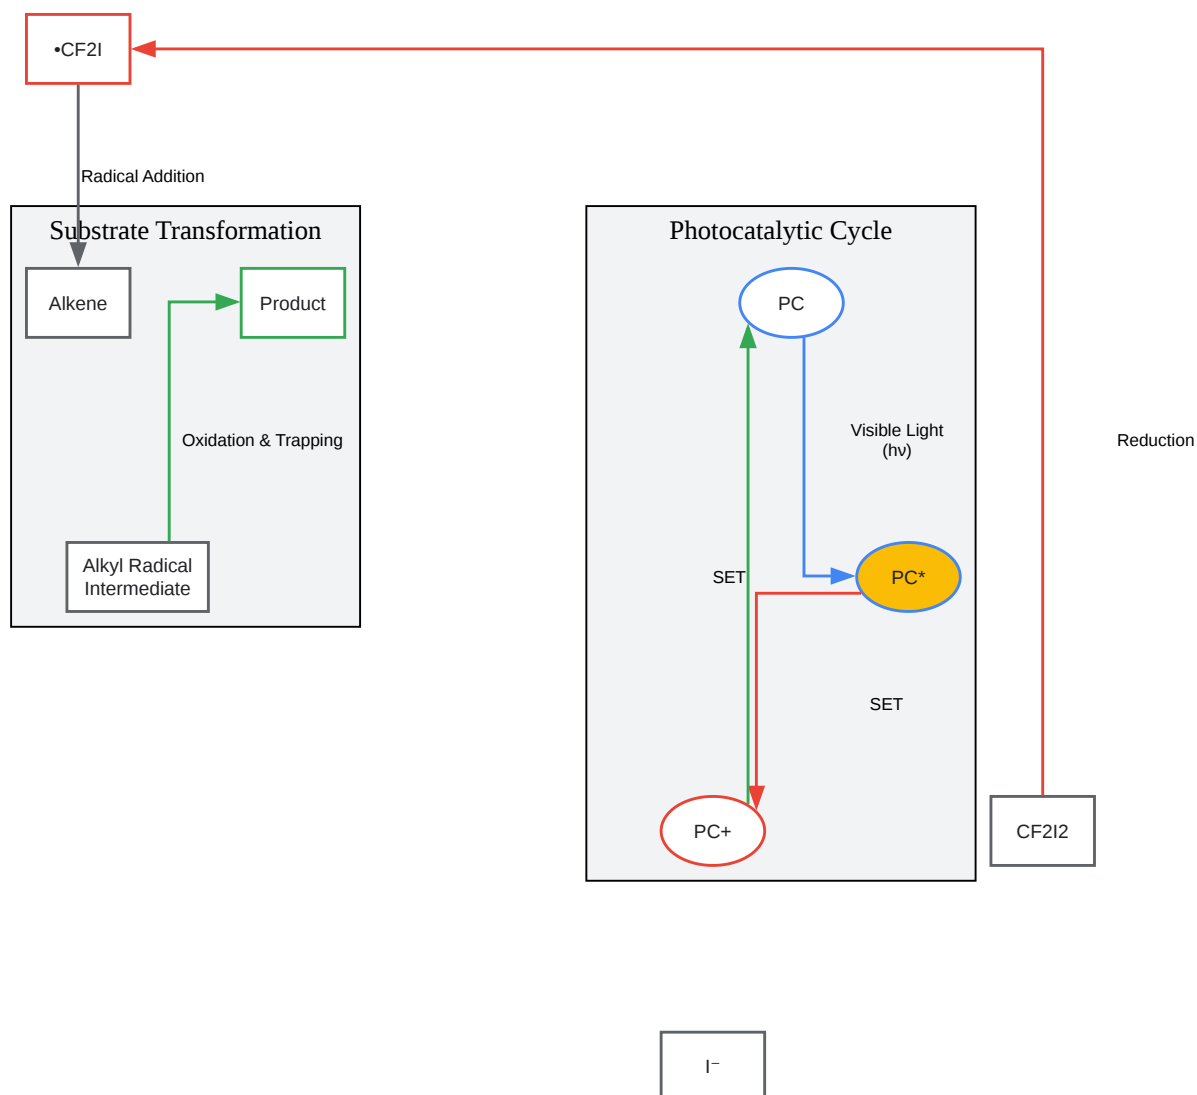 •CF2I
Radical Addition
Substrate Transformation
Alkene
Product
Oxidation & Trapping
Alkyl Radical
Intermediate
Photocatalytic Cycle
PC
Visible Light
(hν)
SET
PC*
SET
PC+
Reduction
CF2I2
I⁻